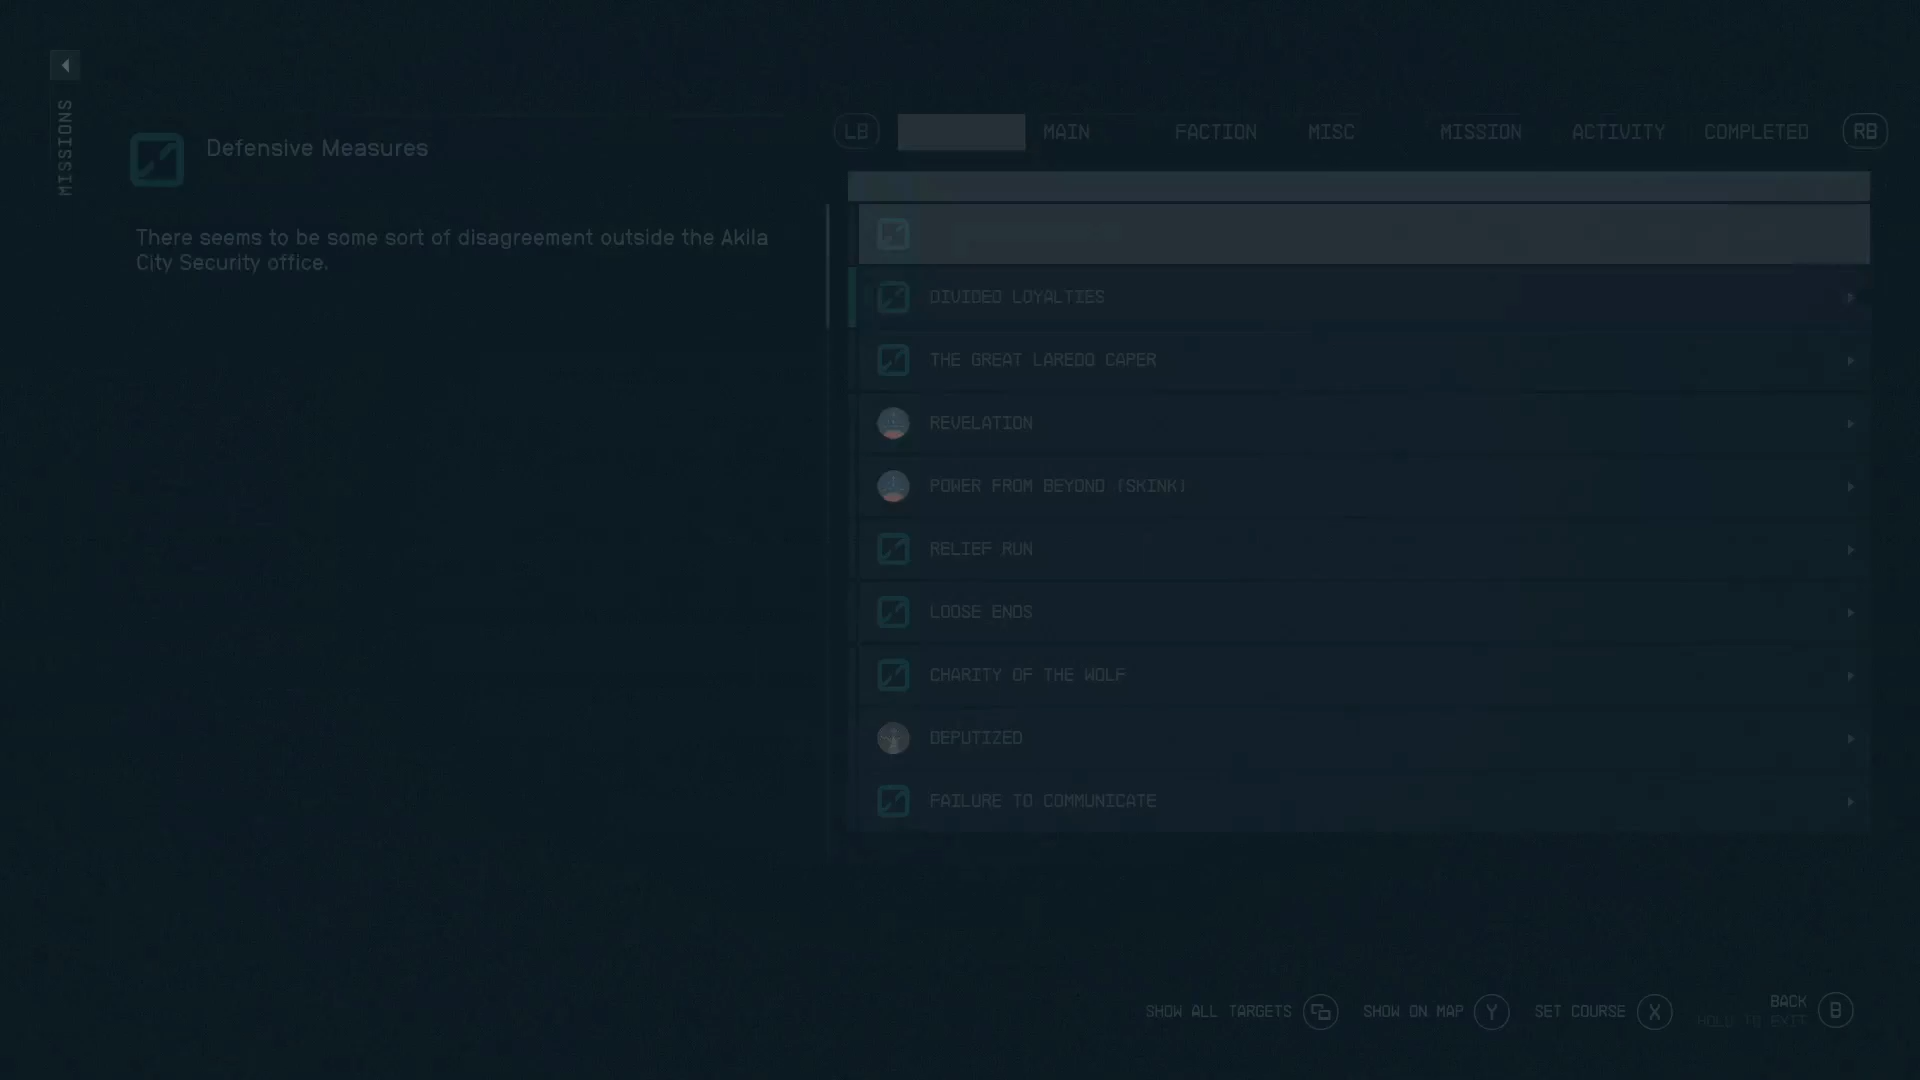 MISSIONS
Defensive Measures
There seems to be some sort of disagreement outside the Akila
City Security office.
LB MAIN FACTION MISC MISSION ACTIVITY COMPLETED RB
DIVIDED LOYALTIES
THE GREAT LAREDO CAPER
REVELATION
POWER FROM BEYOND (SKINK)
RELIEF RUN
LOOSE ENDS
CHARITY OF THE WOLF
DEPUTIZED
FAILURE TO COMMUNICATE
SHOW ALL TARGETS SHOW ON MAP Y SET COURSE X BACK B
HOLD TO EXIT